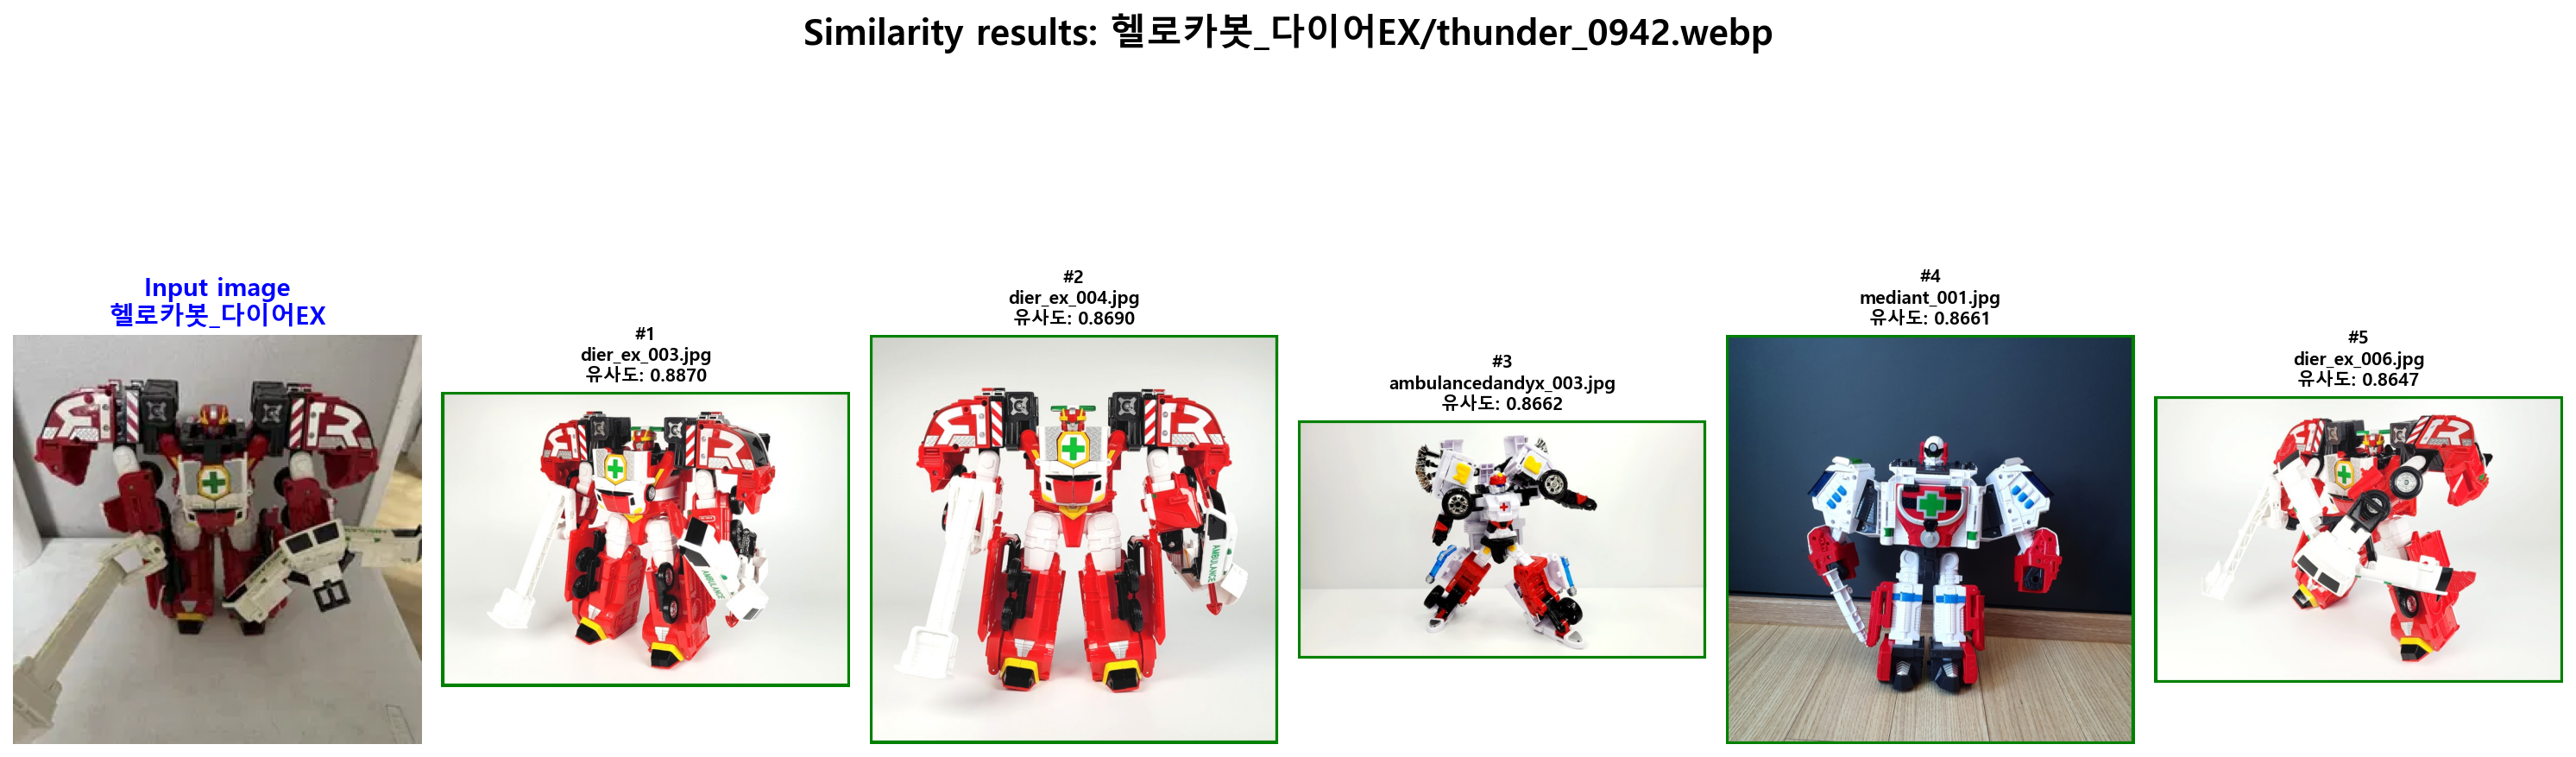 Similarity results: 헬로카봇_다이어EX/thunder_0942.webp
Input image
헬로카봇_다이어EX
#1
dier_ex_003.jpg
유사도: 0.8870
#2
dier_ex_004.jpg
유사도: 0.8690
#3
ambulancedandyx_003.jpg
유사도: 0.8662
#4
mediant_001.jpg
유사도: 0.8661
#5
dier_ex_006.jpg
유사도: 0.8647
R
R
R
AMBULANCE
R
AMBULANCE